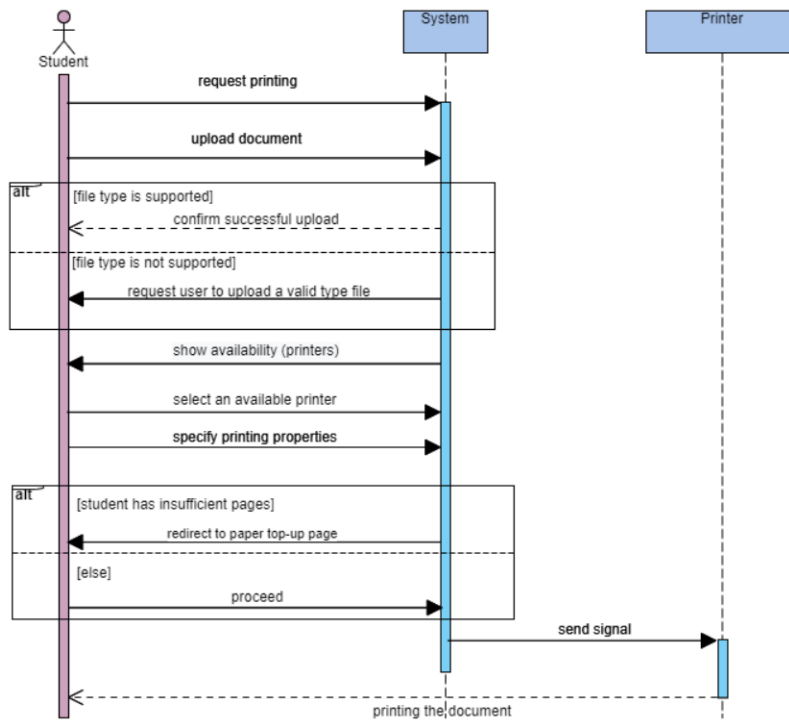 System
Printer
Student
request printing
upload document
alt
[file type is supported]
confirm successful upload
[file type is not supported]
request user to upload a valid type file
show availability (printers)
select an available printer
specify printing properties
alt
[student has insufficient pages]
redirect to paper top-up page
[else]
proceed
send signal
printing the document